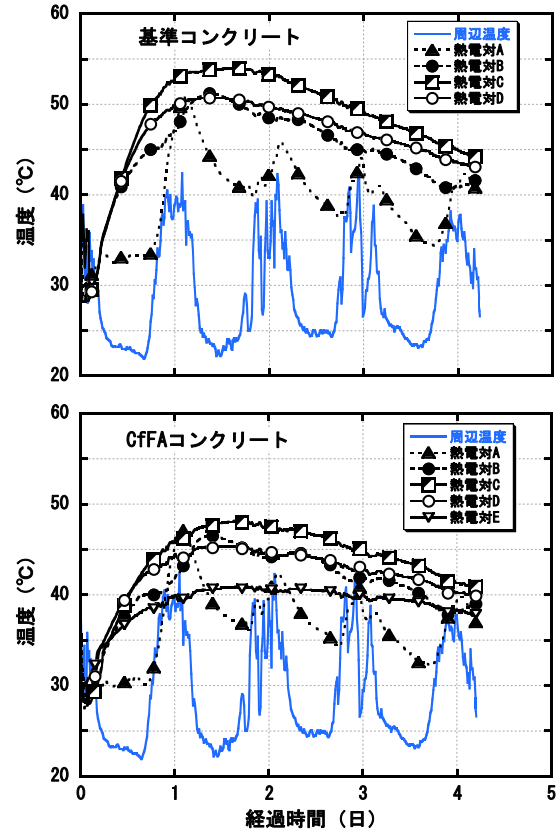 60
50
40
30
20
温度（℃）
基準コンクリート
周辺温度
熱電対A
熱電対B
熱電対C
熱電対D
60
50
40
30
20
温度（℃）
CfFAコンクリート
周辺温度
熱電対A
熱電対B
熱電対C
熱電対D
熱電対E
0 1 2 3 4 5
経過時間（日）